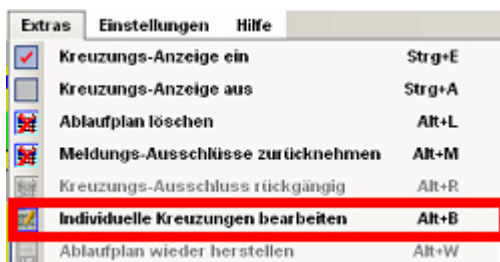 Extras Einstellungen Hilfe
Kreuzungs-Anzeige ein Strg+E
Kreuzungs-Anzeige aus Strg+A
Ablaufplan löschen Alt+L
Meldungs-Ausschlüsse zurücknehmen Alt+M
Kreuzungs-Ausschluss rückgängig Alt+R
Individuelle Kreuzungen bearbeiten Alt+B
Ablaufplan wieder herstellen Alt+W